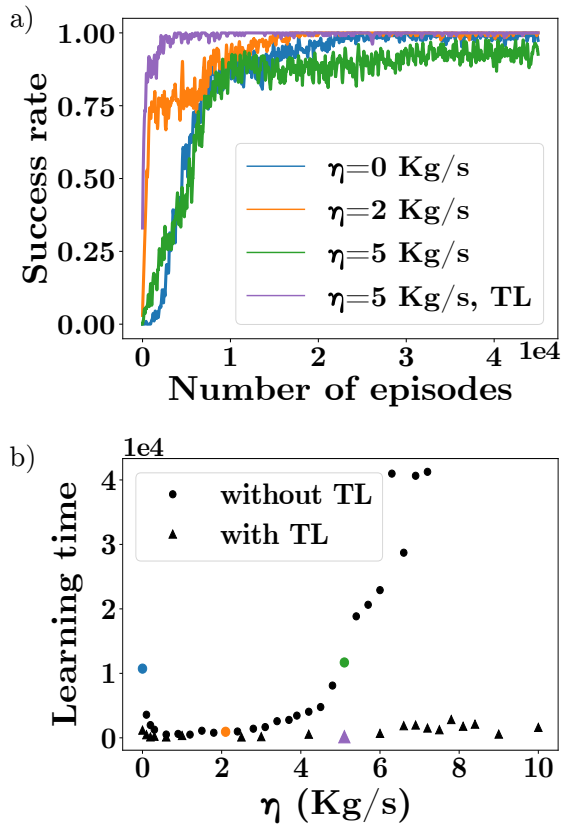 a)
1.00
0.75
0.50
0.25
0.00
Success rate
η=0 Kg/s
η=2 Kg/s
η=5 Kg/s
η=5 Kg/s, TL
0 1 2 3 4
1e4
Number of episodes
b)
1e4
4
3
2
1
0
Learning time
without TL
with TL
0 2 4 6 8 10
η (Kg/s)